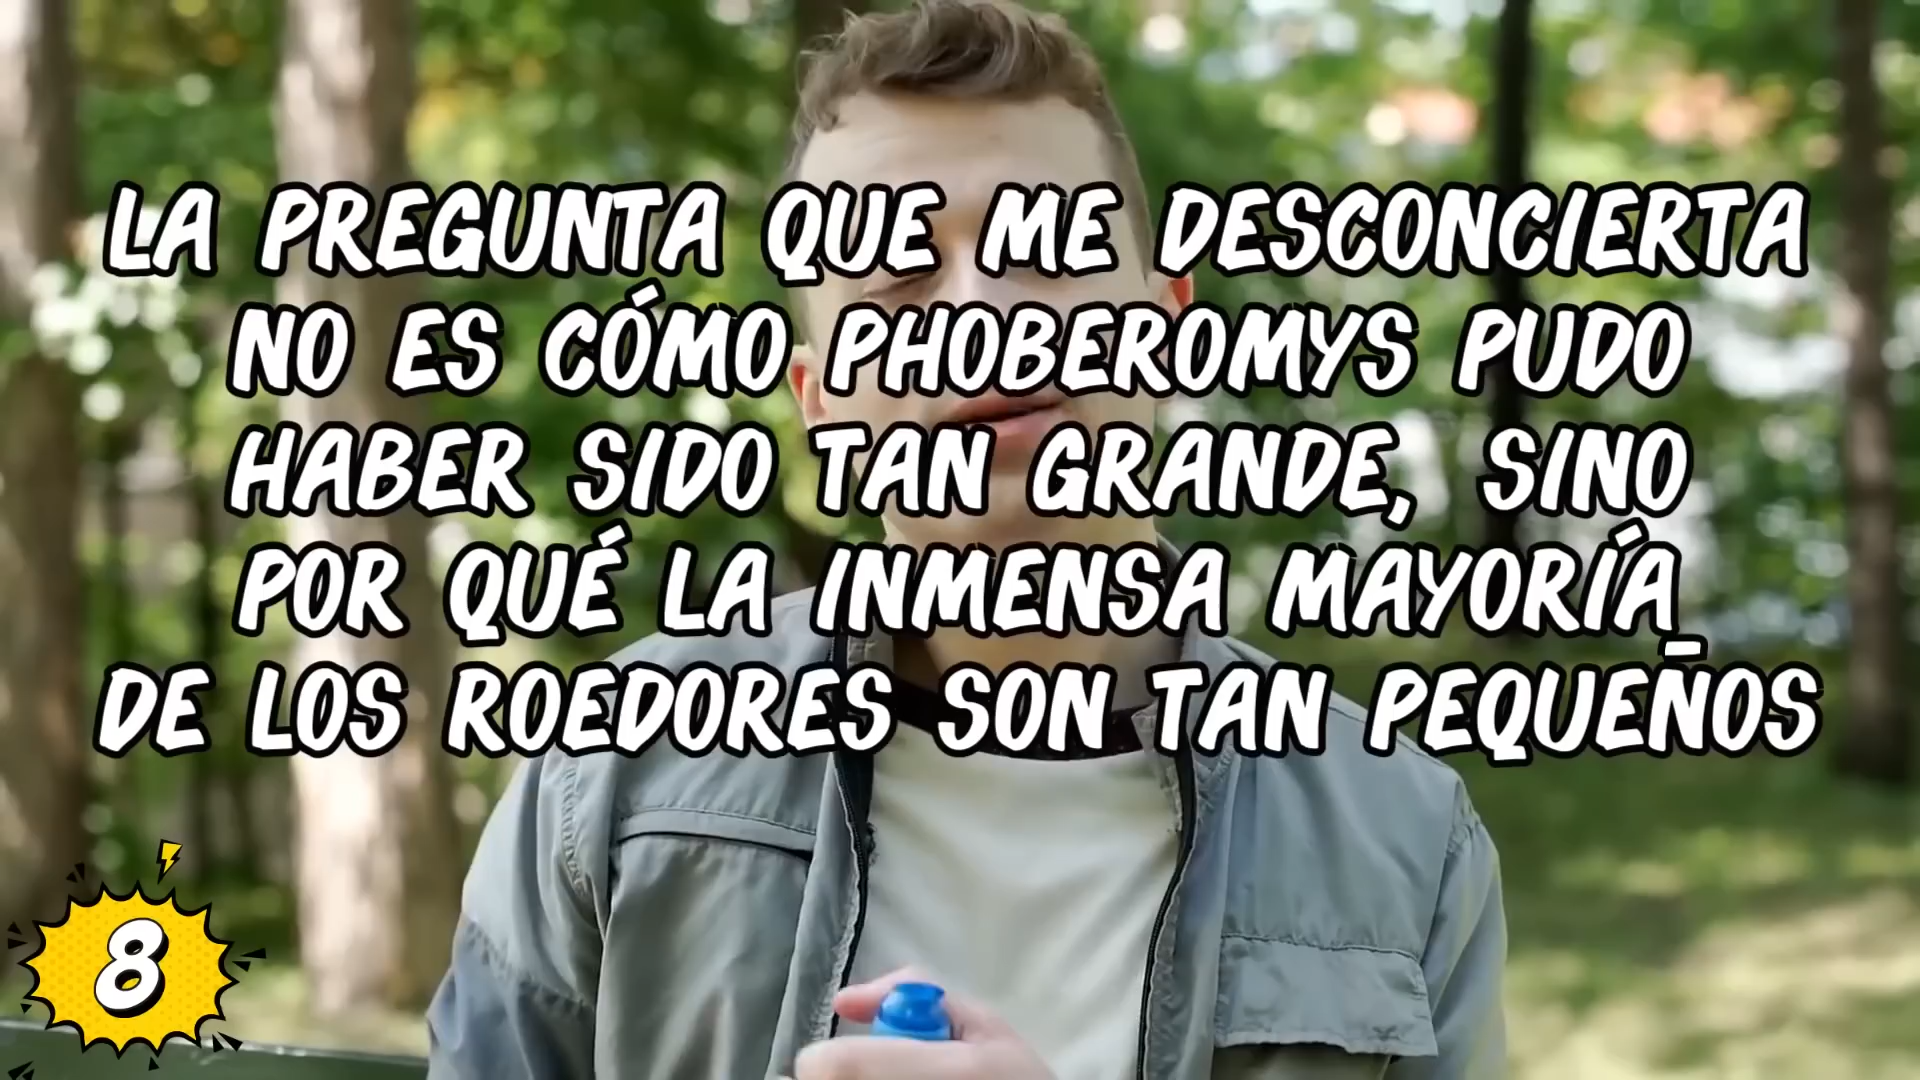 LA PREGUNTA QUE ME DESCONCIERTA
NO ES CÓMO PHOBEROMYS PUDO
HABER SIDO TAN GRANDE, SINO
POR QUÉ LA INMENSA MAYORÍA
DE LOS ROEDORES SON TAN PEQUEÑOS
8